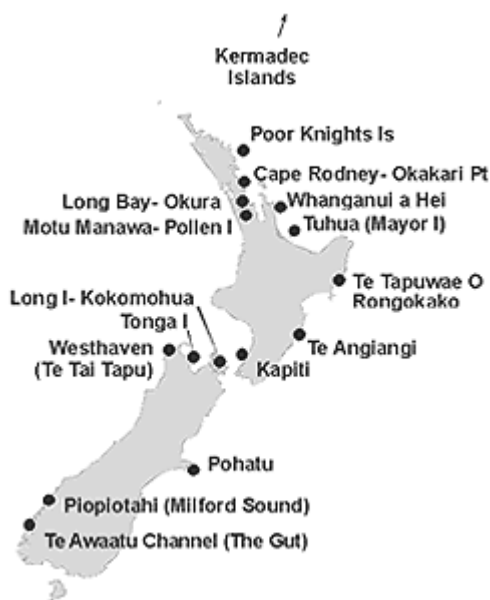 Kermadec
Islands
Poor Knights Is
Cape Rodney- Okakari Pt
Long Bay- Okura
Whanganui a Hei
Motu Manawa- Pollen I
Tuhua (Mayor I)
Te Tapuwae O
Rongokako
Long I- Kokomohua
Tonga I
Westhaven
(Te Tai Tapu)
Te Angiangi
Kapiti
Pohatu
Piopiotahi (Milford Sound)
Te Awaatu Channel (The Gut)